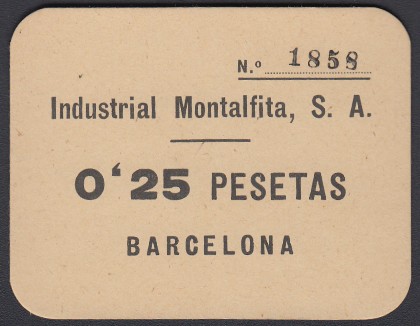 N.º 1858
Industrial Montalfita, S. A.
0‘25 PESETAS
BARCELONA